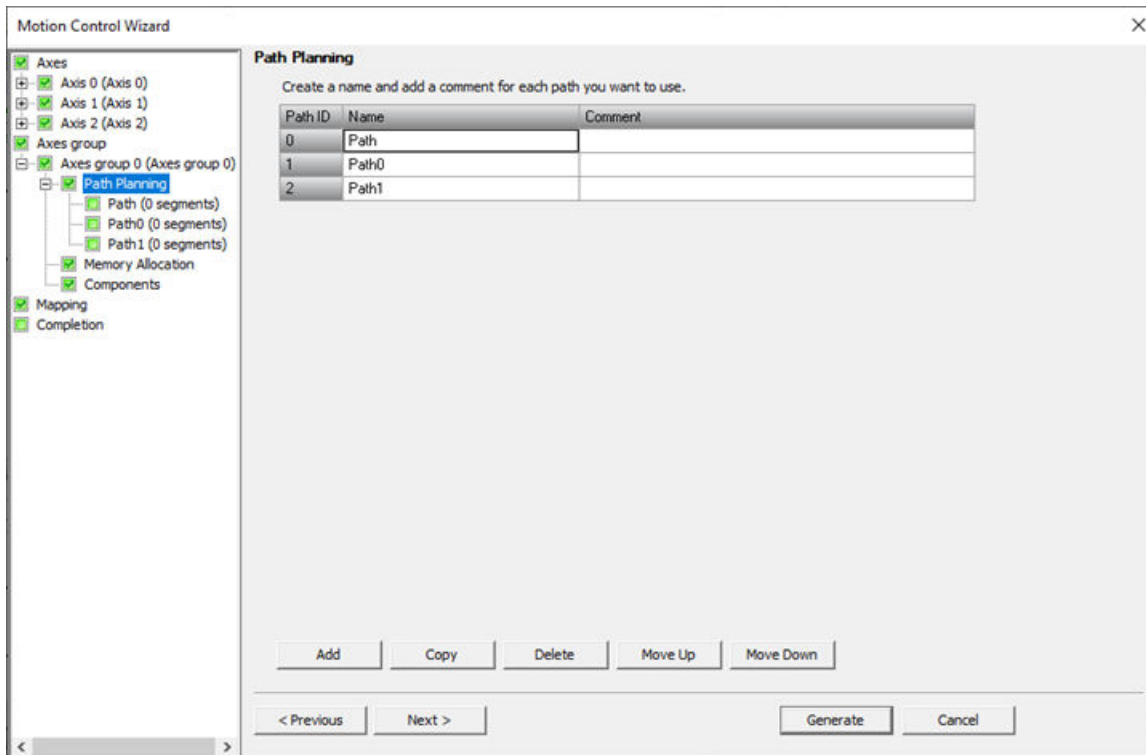 Motion Control Wizard
Axes
Axis 0 (Axis 0)
Axis 1 (Axis 1)
Axis 2 (Axis 2)
Axes group
Axes group 0 (Axes group 0)
Path Planning
Path (0 segments)
Path0 (0 segments)
Path1 (0 segments)
Memory Allocation
Components
Mapping
Completion
Path Planning
Create a name and add a comment for each path you want to use.
Path ID Name Comment
0 Path
1 Path0
2 Path1
Add Copy Delete Move Up Move Down
< Previous Next > Generate Cancel